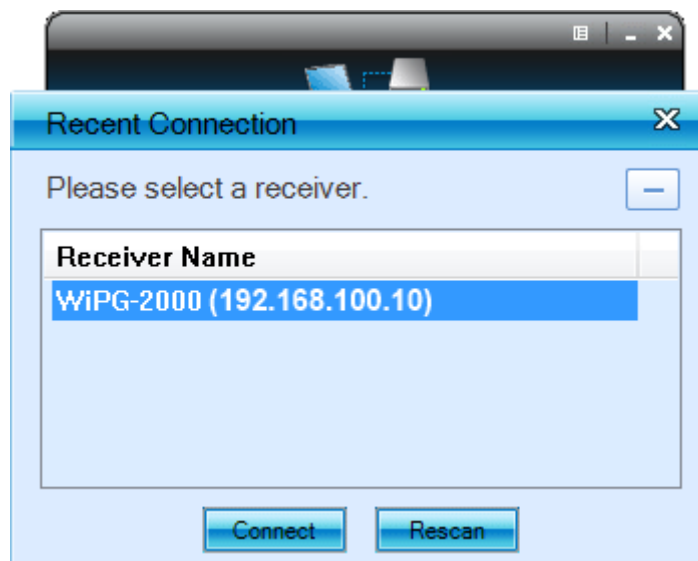 Recent Connection
Please select a receiver.
Receiver Name
WiPG-2000 (192.168.100.10)
Connect
Rescan